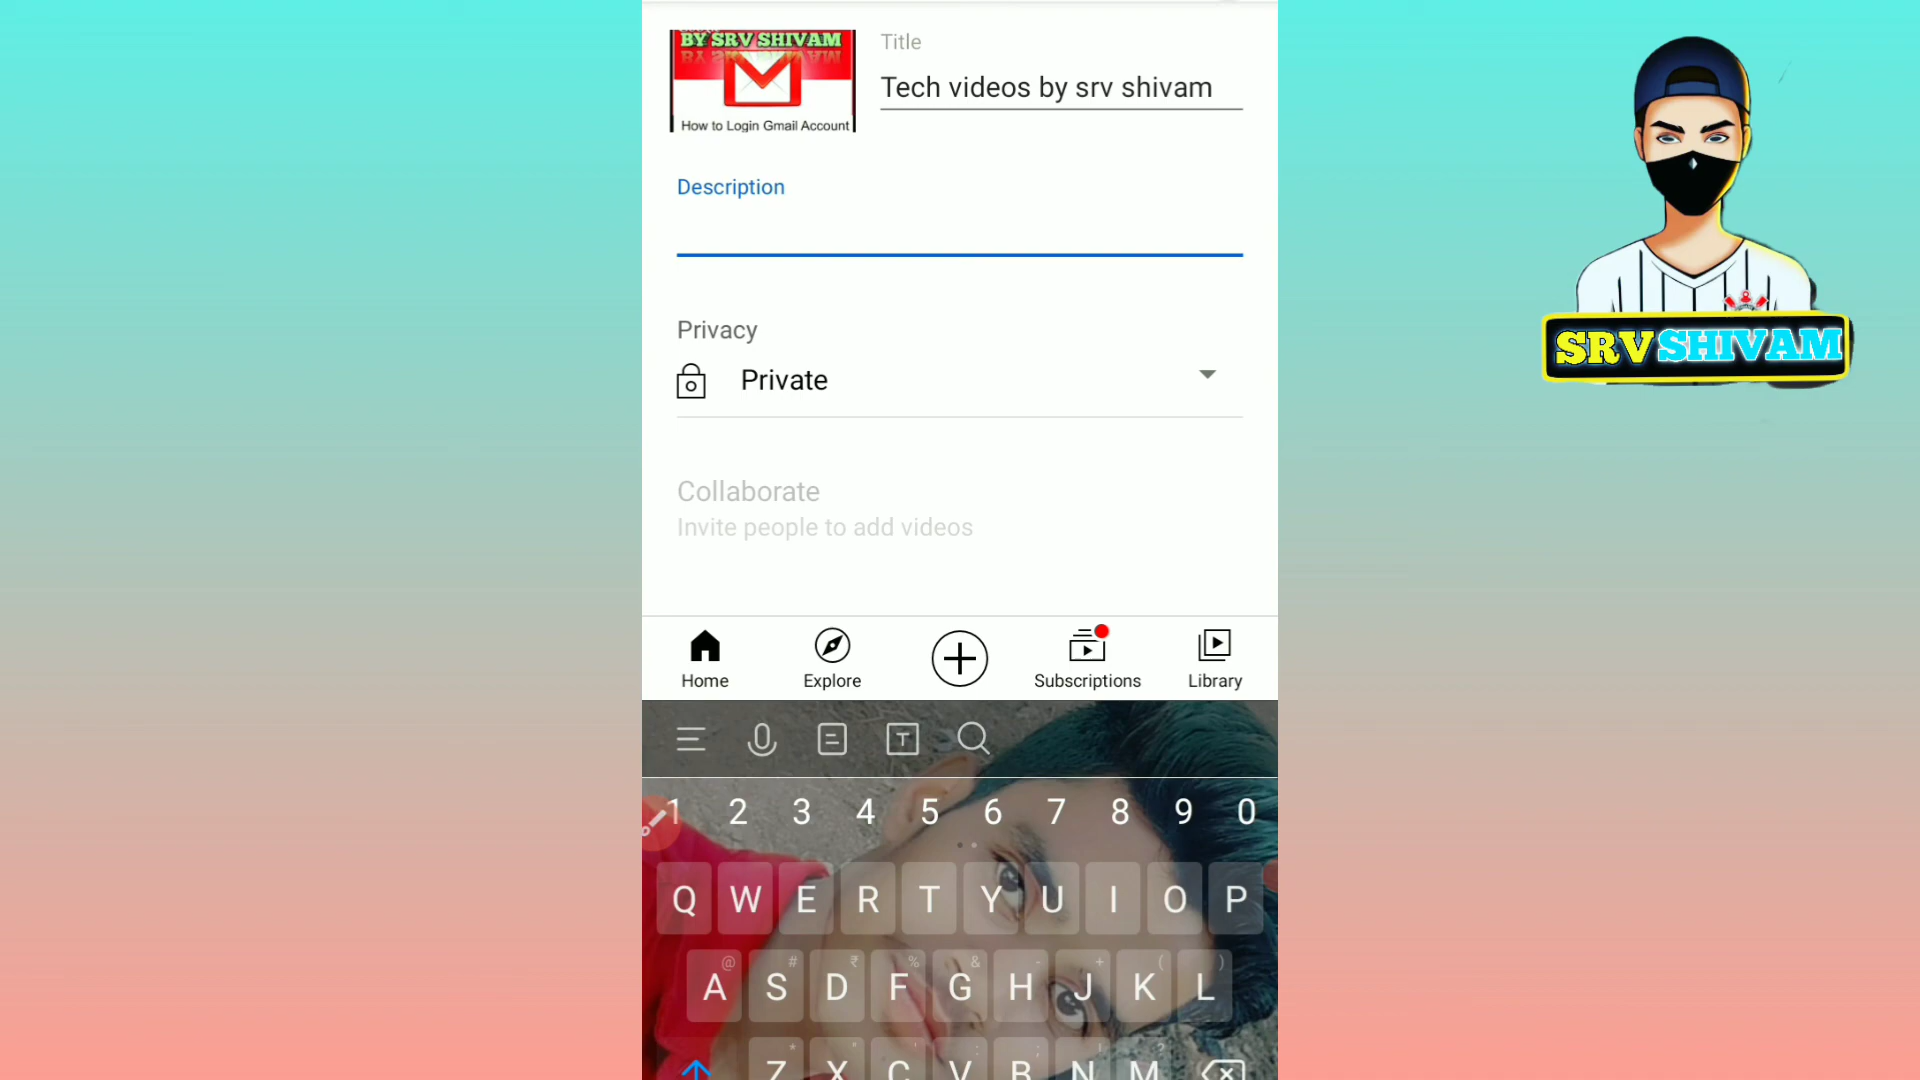 BY SRV SHIVAM
How to Login Gmail Account
Title
Tech videos by srv shivam
Description
Privacy
Private
Collaborate
Invite people to add videos
Home
Explore
Subscriptions
Library
SRV SHIVAM
T
1 2 3 4 5 6 7 8 9 0
Q W E R T Y U I O P
@ # ₹ % & - + ( )
A S D F G H J K L
* " ' : ; ! ?
Z X C V B N M